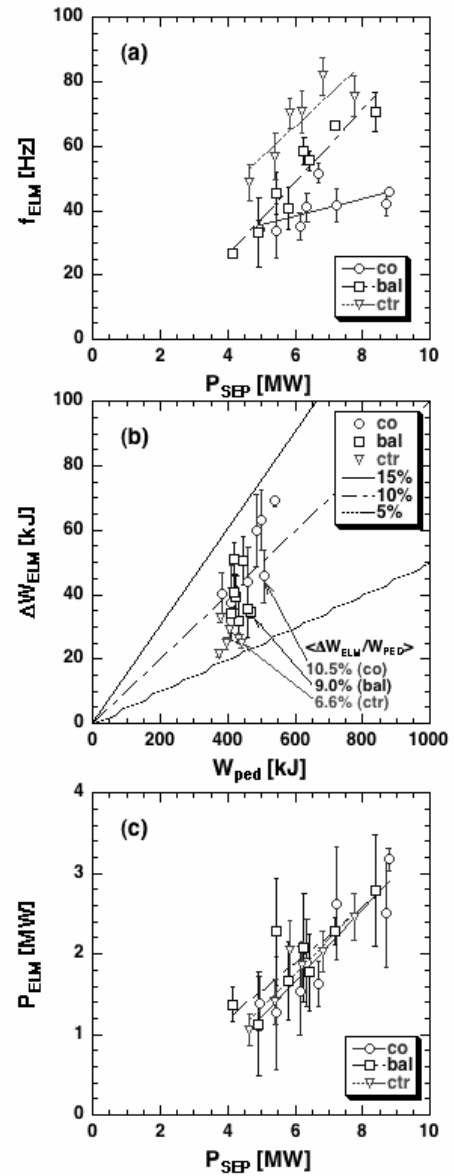 (a)
100
80
60
40
20
0
f_ELM [Hz]
co
bal
ctr
0 2 4 6 8 10
P_SEP [MW]
(b)
100
80
60
40
20
0
ΔW_ELM [kJ]
co
bal
ctr
15%
10%
5%
<ΔW_ELM/W_PED>
10.5% (co)
9.0% (bal)
6.6% (ctr)
0 200 400 600 800 1000
W_ped [kJ]
(c)
4
3
2
1
0
P_ELM [MW]
co
bal
ctr
0 2 4 6 8 10
P_SEP [MW]